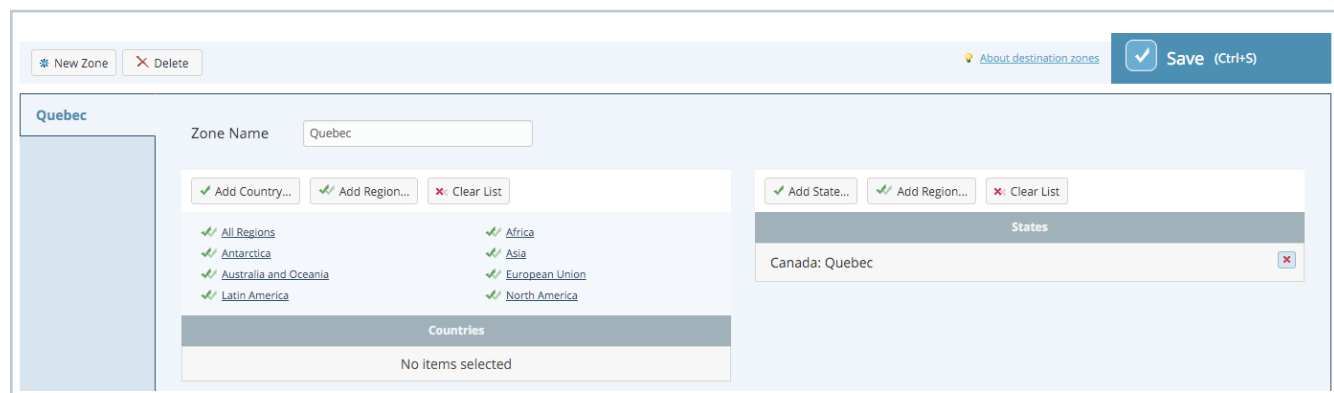 New Zone Delete About destination zones Save (Ctrl+S)
Quebec
Zone Name Quebec
Add Country... Add Region... Clear List Add State... Add Region... Clear List
All Regions Africa States
Antarctica Asia
Canada: Quebec
Australia and Oceania European Union
Latin America North America
Countries
No items selected